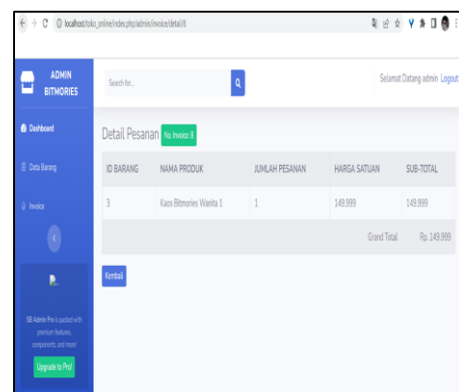 localhost/toko_online/index.php/admin/invoice/detail/8
ADMIN
BITMORIES
Search for...
Selamat Datang admin Logout
Dashboard
Data Barang
Invoice
Detail Pesanan No. Invoice: 8
ID BARANG NAMA PRODUK JUMLAH PESANAN HARGA SATUAN SUB-TOTAL
3 Kaos Bitmories Wanita 1 1 149.999 149.999
Grand Total Rp. 149.999
Kembali
SB Admin Pro is packed with
premium features,
components, and more!
Upgrade to Pro!